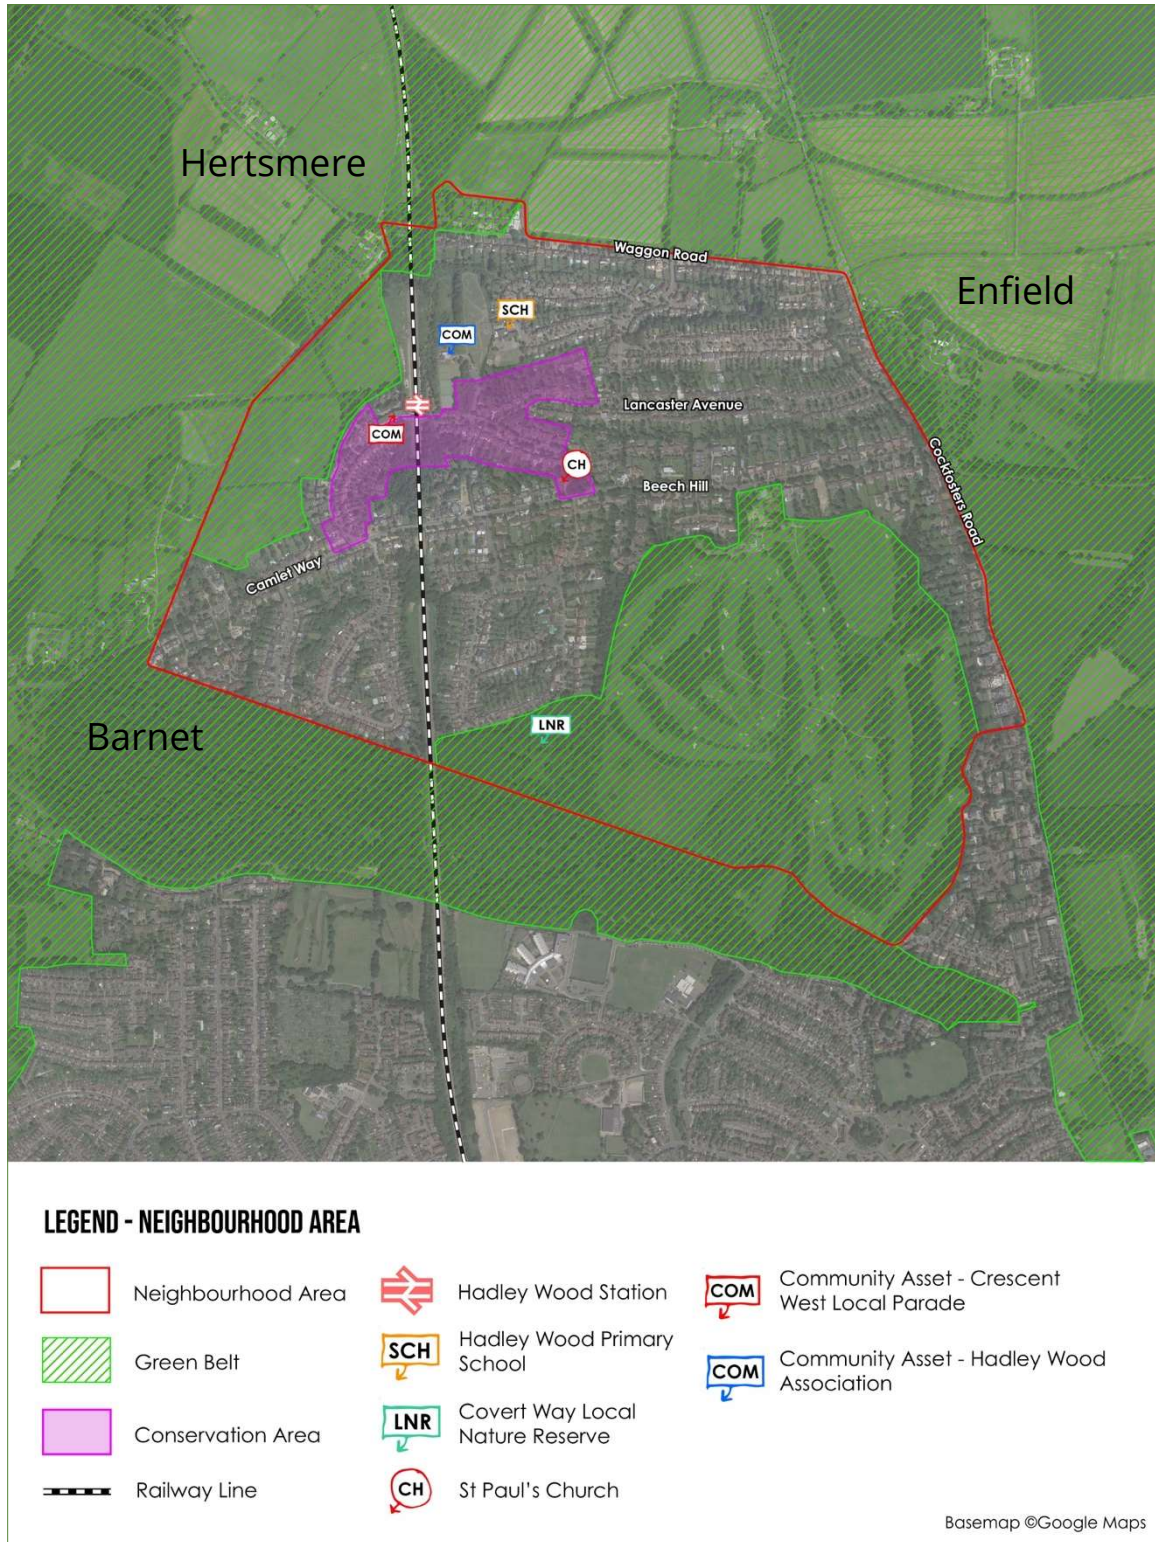 Hertsmere
Waggon Road
Enfield
SCH
COM
Lancaster Avenue
COM
Cockfosters Road
CH
Beech Hill
Camlet Way
LNR
Barnet
LEGEND - NEIGHBOURHOOD AREA
Neighbourhood Area
Green Belt
Conservation Area
Railway Line
Hadley Wood Station
SCH
Hadley Wood Primary
School
LNR
Covert Way Local
Nature Reserve
CH
St Paul's Church
COM
Community Asset - Crescent
West Local Parade
COM
Community Asset - Hadley Wood
Association
Basemap ©Google Maps